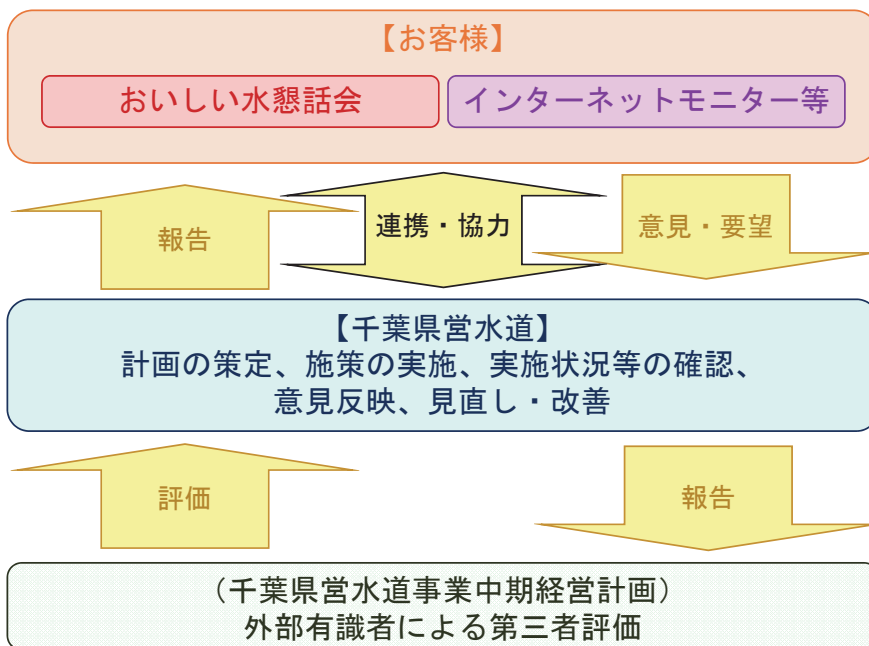 【お客様】
おいしい水懇話会
インターネットモニター等
報告
連携・協力
意見・要望
【千葉県営水道】
計画の策定、施策の実施、実施状況等の確認、
意見反映、見直し・改善
評価
報告
（千葉県営水道事業中期経営計画）
外部有識者による第三者評価